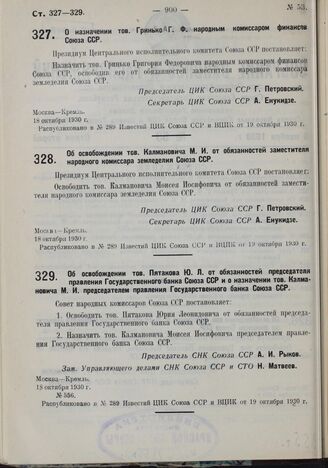 Ст. 327—329.
— 900 —
№ 53.
327. О назначении тов. Гринько Г. Ф. народным комиссаром финансов
Союза ССР.
Президиум Центрального исполнительного комитета Союза ССР постановляет:
Назначить тов. Гринько Григория Федоровича народным комиссаром финансов
Союза ССР, освободив его от обязанностей заместителя народного комиссара
земледелия Союза ССР.
Председатель ЦИК Союза ССР Г. Петровский.
Секретарь ЦИК Союза ССР А. Енукидзе.
Москва—Кремль.
18 октября 1930 г.
Распубликовано в № 289 Известий ЦИК Союза ССР и ВЦИК от 19 октября 1930 г.
328. Об освобождении тов. Калмановича М. И. от обязанностей заместителя
народного комиссара земледелия Союза ССР.
Президиум Центрального исполнительного комитета Союза ССР постановляет:
Освободить тов. Калмановича Моисея Иосифовича от обязанностей замести-
теля народного комиссара земледелия Союза ССР.
Председатель ЦИК Союза ССР Г. Петровский.
Секретарь ЦИК Союза ССР А. Енукидзе.
Москва—Кремль.
18 октября 1930 г.
Распубликовано в № 289 Известий ЦИК Союза ССР и ВЦИК от 19 октября 1930 г.
329. Об освобождении тов. Пятакова Ю. Л. от обязанностей председателя
правления Государственного банка Союза ССР и о назначении тов. Калма-
новича М. И. председателем правления Государственного банка Союза ССР.
Совет народных комиссаров Союза ССР постановляет:
1. Освободить тов. Пятакова Юрия Леонидовича от обязанностей председа-
теля правления Государственного банка Союза ССР.
2. Назначить тов. Калмановича Моисея Иосифовича председателем правле-
ния Государственного банка Союза ССР.
Председатель СНК Союза ССР А. И. Рыков.
Зам. Управляющего делами СНК Союза ССР и СТО Н. Матвеев.
Москва—Кремль.
18 октября 1930 г.
№ 556.
Распубликовано в № 289 Известий ЦИК Союза ССР и ВЦИК от 19 октября 1930 г.